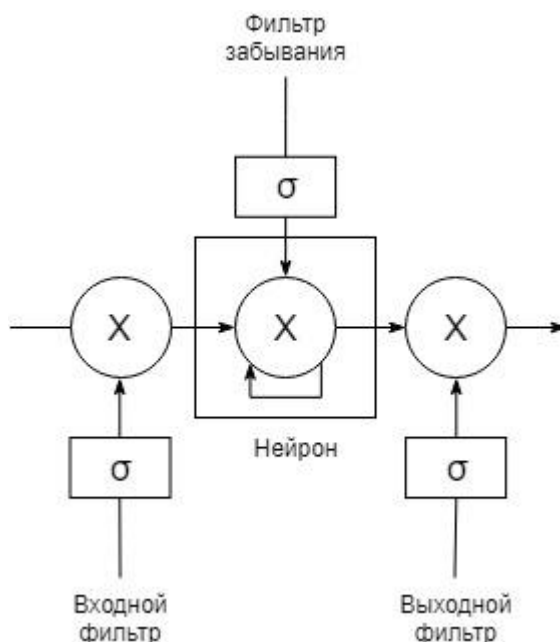 Фильтр
забывания
σ
X
X
X
Нейрон
σ
σ
Входной
фильтр
Выходной
фильтр